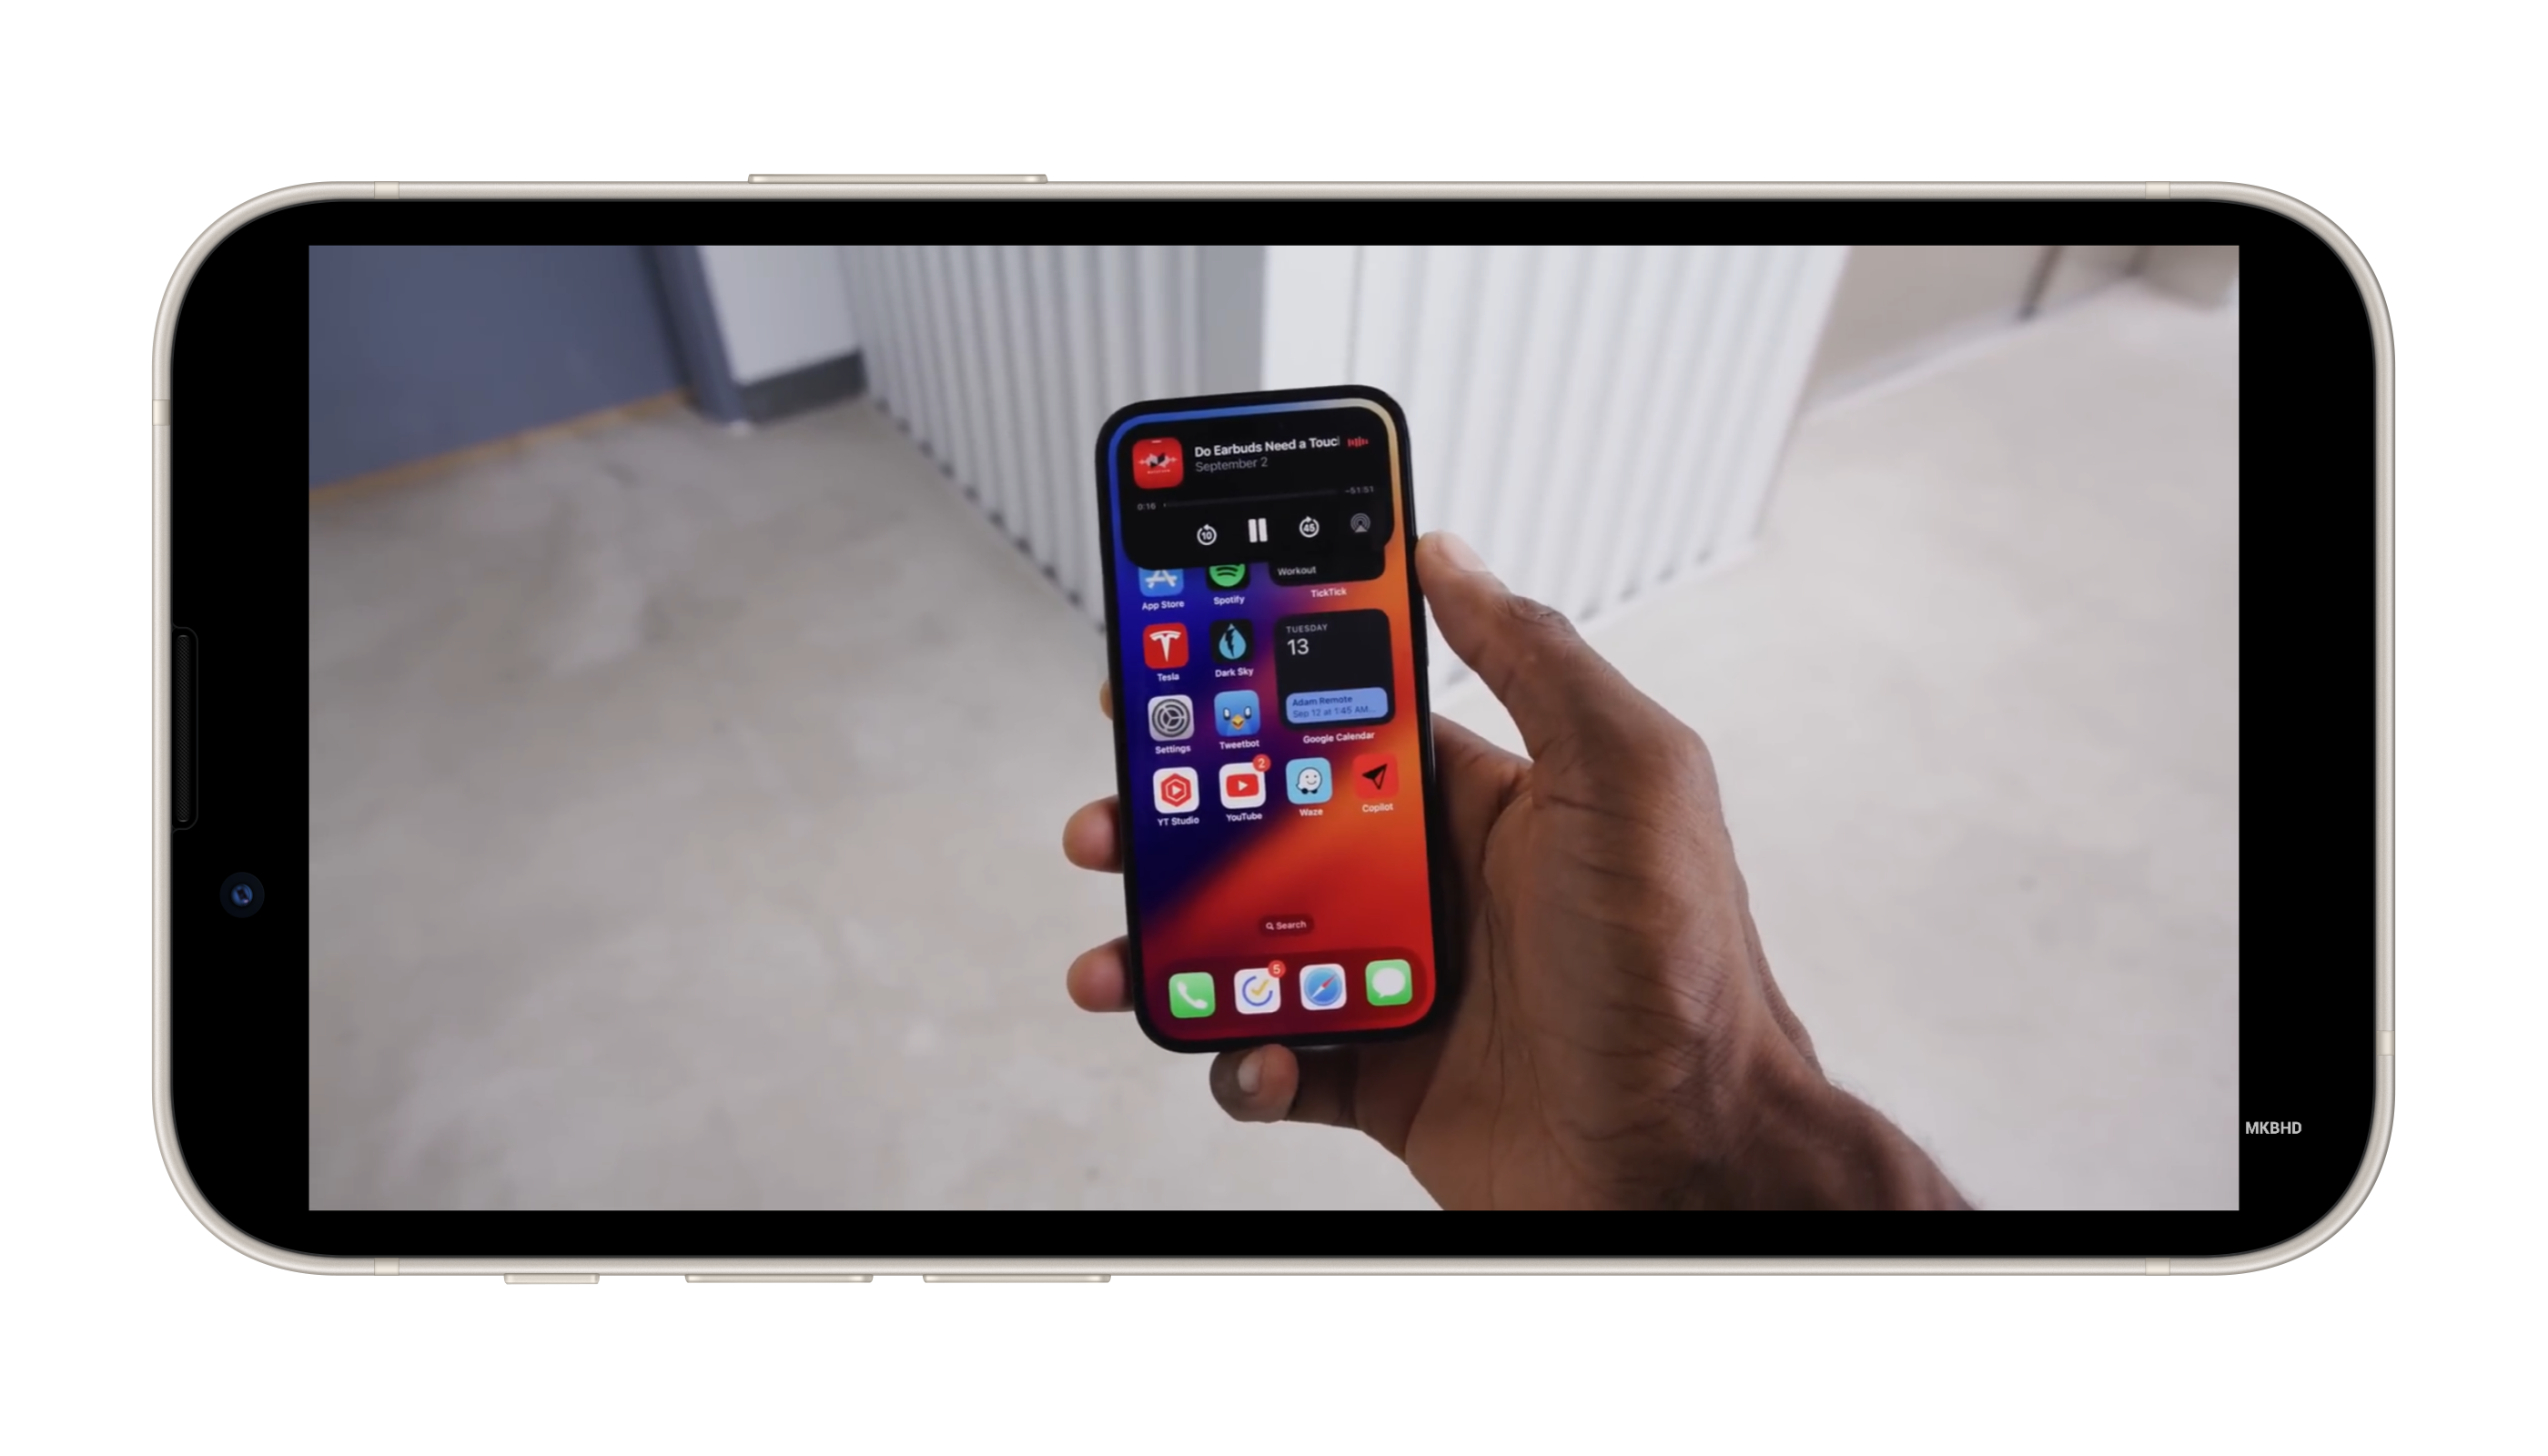 Do Earbuds Need a Touc
September 2
0:16
-51:51
10
45
Workout
App Store
Spotify
TickTick
TUESDAY
13
Tesla
Dark Sky
Adam Remote
Sep 12 at 1:45 AM...
Settings
Tweetbot
Google Calendar
2
YT Studio
YouTube
Waze
Copilot
Search
5
MKBHD